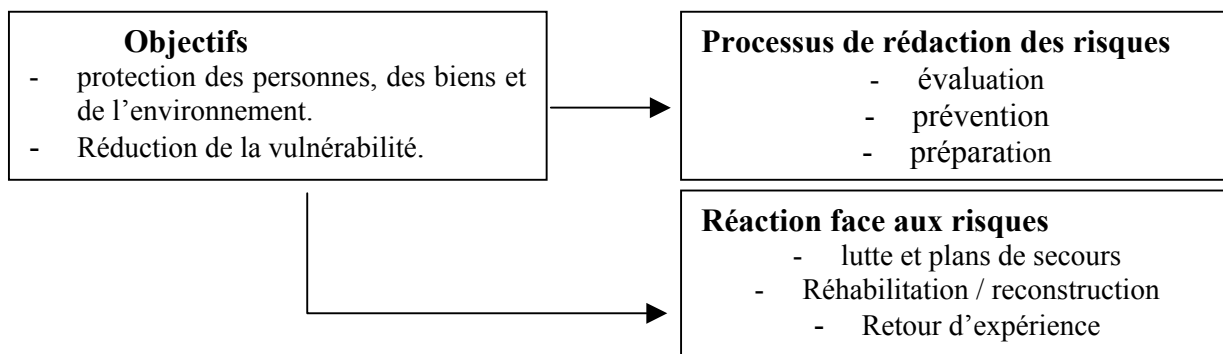 Objectifs
- protection des personnes, des biens et
de l’environnement.
- Réduction de la vulnérabilité.
Processus de rédaction des risques
- évaluation
- prévention
- préparation
Réaction face aux risques
- lutte et plans de secours
- Réhabilitation / reconstruction
- Retour d’expérience